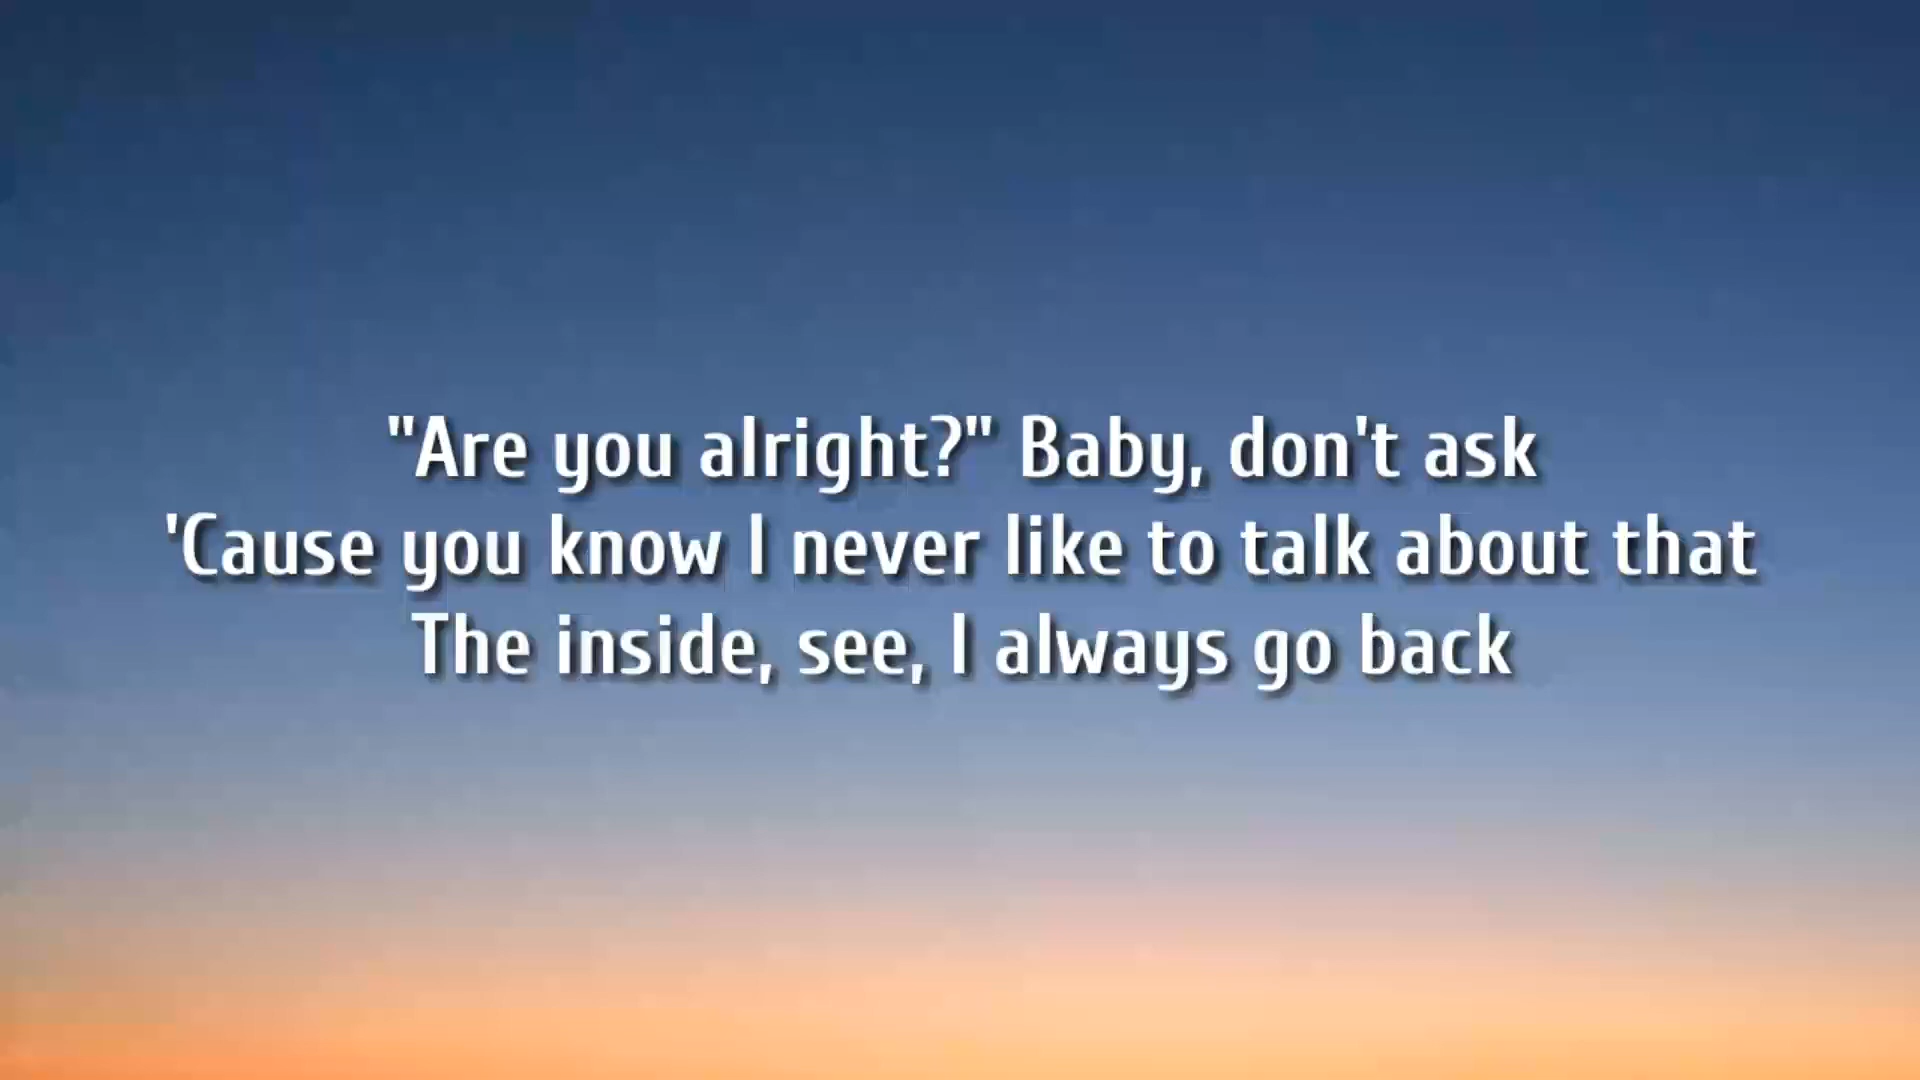 "Are you alright?" Baby, don't ask
'Cause you know I never like to talk about that
The inside, see, I always go back